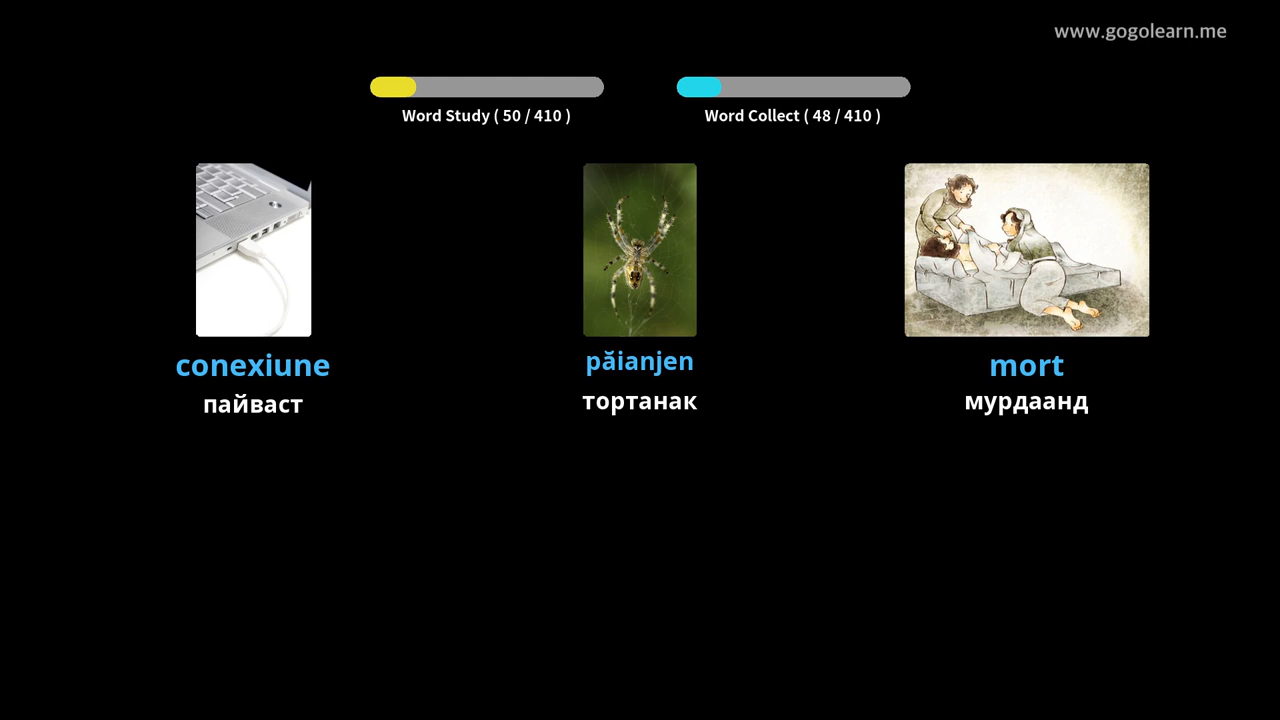 www.gogolearn.me
Word Study ( 50 / 410 )
Word Collect ( 48 / 410 )
conexiune
пайваст
păianjen
тортанак
mort
мурдаанд